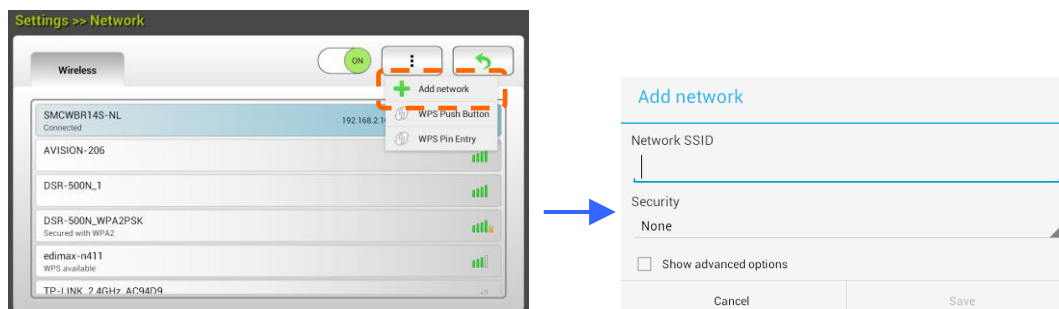 Settings >> Network
Wireless
ON
Add network
SMCWBR14S-NL
192.168.2.1
WPS Push Button
Connected
WPS Pin Entry
AVISION-206
DSR-500N_1
DSR-500N_WPA2PSK
Secured with WPA2
edimax-n411
WPS available
TP-LINK_2.4GHz_AC94D9
Add network
Network SSID
Security
None
Show advanced options
Cancel
Save